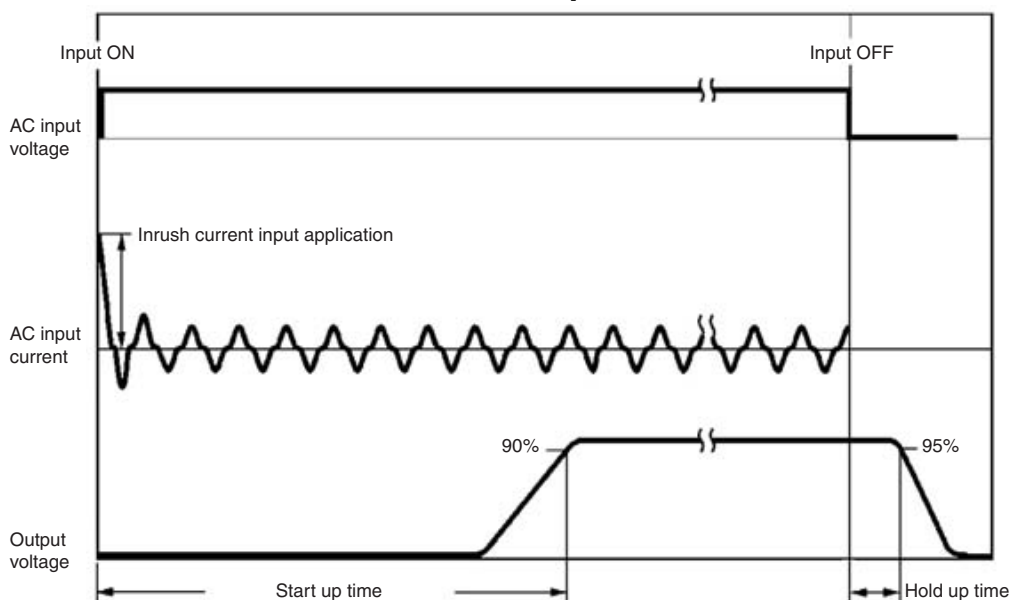 Input ON
Input OFF
AC input
voltage
Inrush current input application
AC input
current
90%
95%
Output
voltage
Start up time
Hold up time